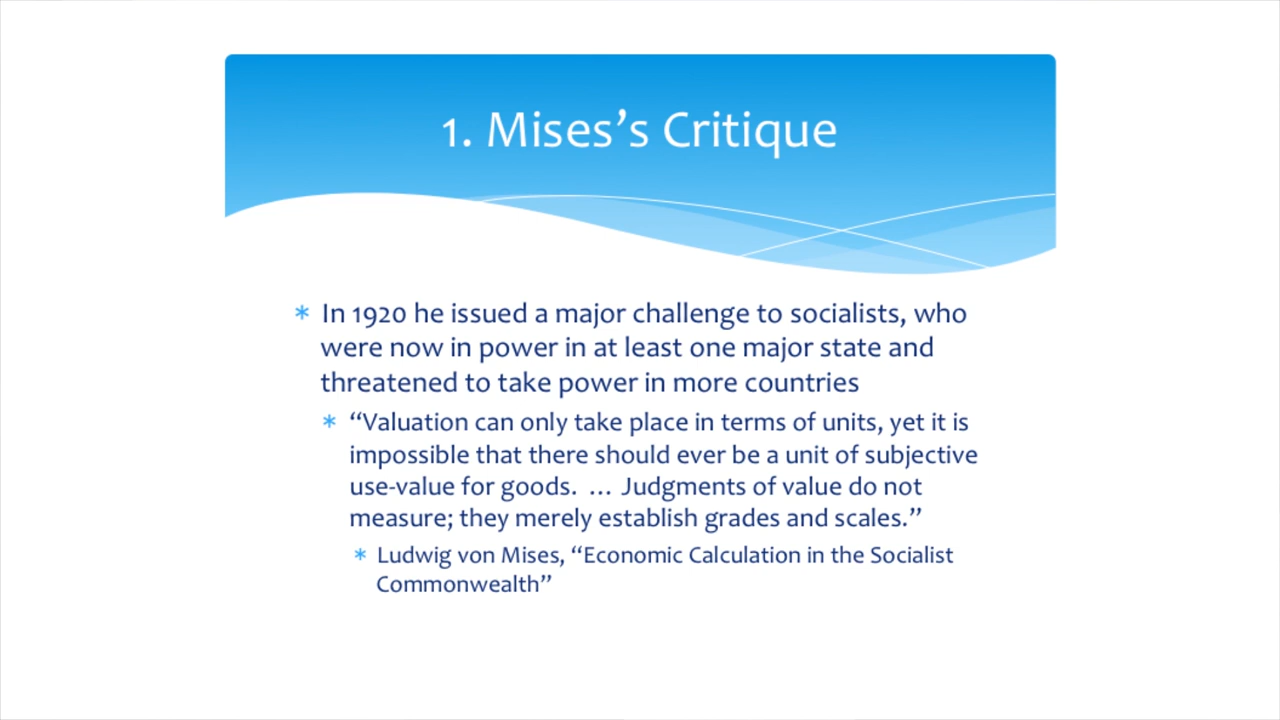 1. Mises’s Critique
* In 1920 he issued a major challenge to socialists, who
were now in power in at least one major state and
threatened to take power in more countries
* “Valuation can only take place in terms of units, yet it is
impossible that there should ever be a unit of subjective
use-value for goods. … Judgments of value do not
measure; they merely establish grades and scales.”
* Ludwig von Mises, “Economic Calculation in the Socialist
Commonwealth”